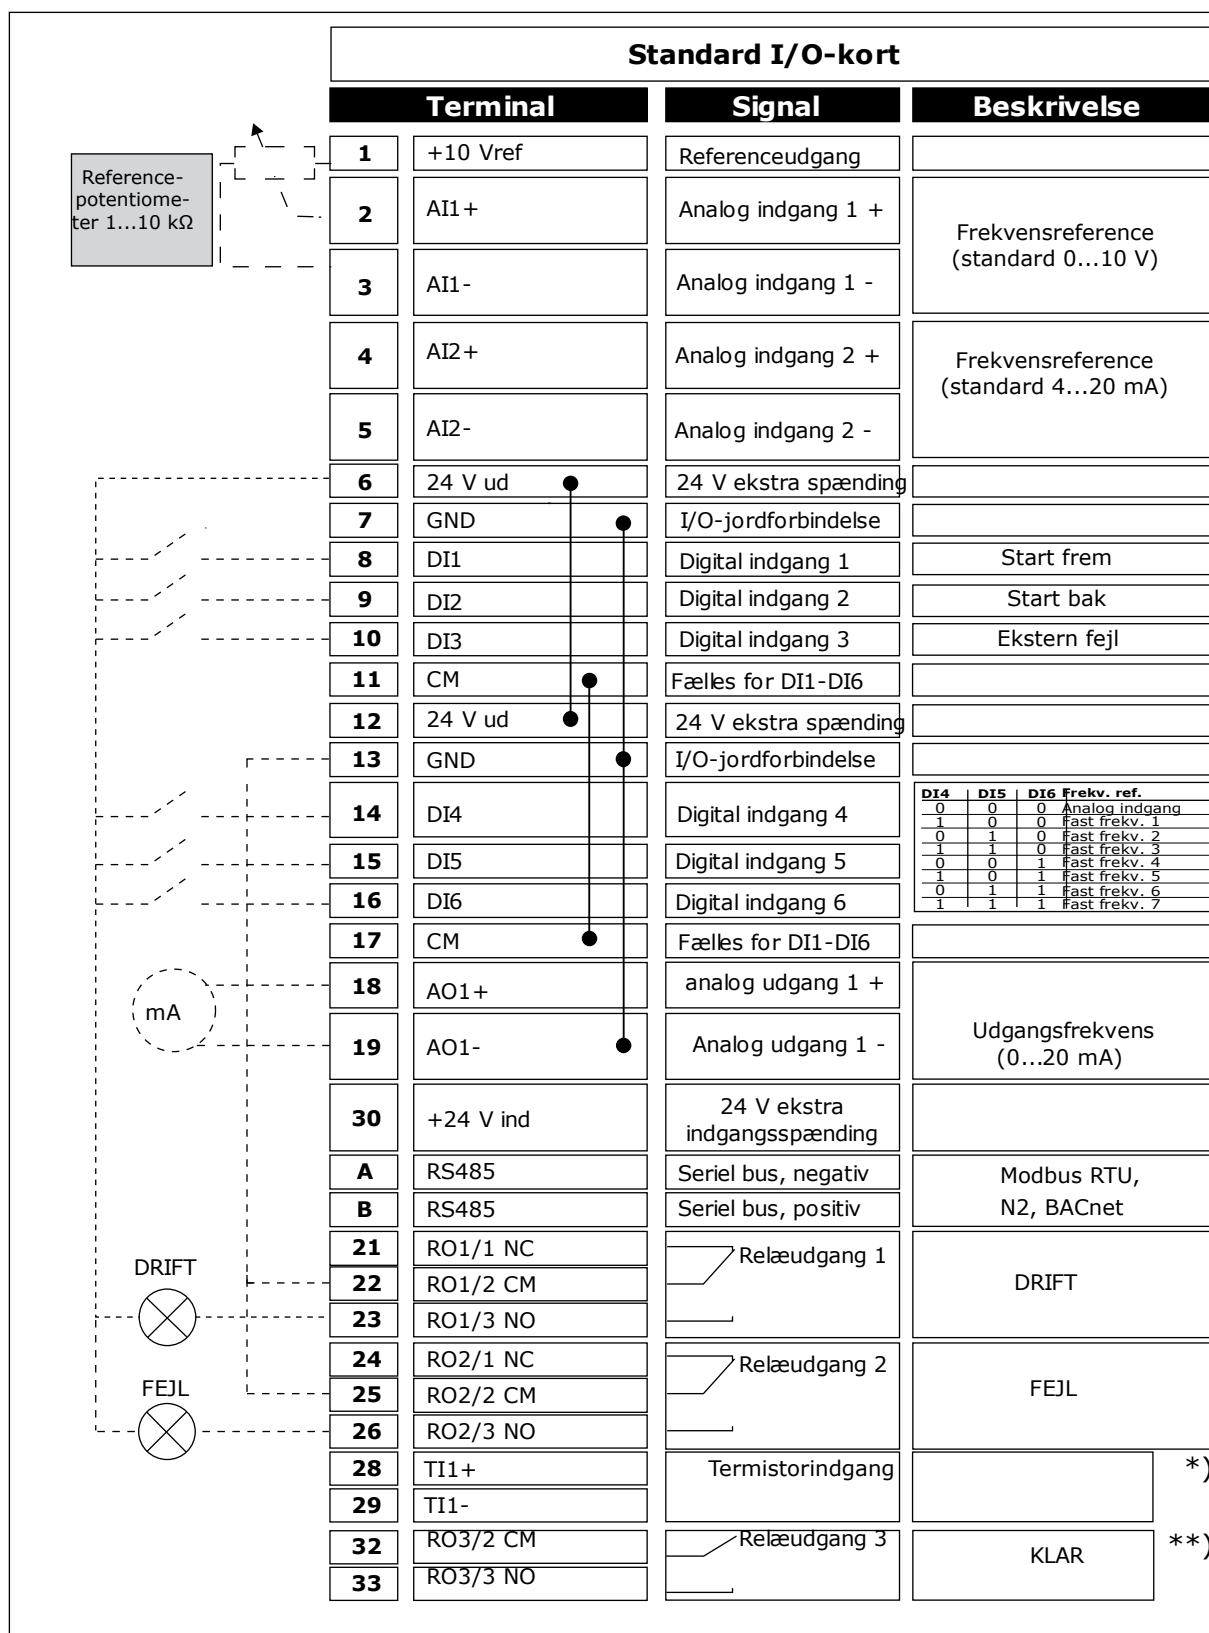 Standard I/O-kort
Terminal Signal Beskrivelse
Reference-
potentiome-
ter 1...10 kΩ
1 +10 Vref Referenceudgang
2 AI1+ Analog indgang 1 +
Frekvensreference
(standard 0...10 V)
3 AI1- Analog indgang 1 -
4 AI2+ Analog indgang 2 +
Frekvensreference
(standard 4...20 mA)
5 AI2- Analog indgang 2 -
6 24 V ud 24 V ekstra spænding
7 GND I/O-jordforbindelse
8 DI1 Digital indgang 1 Start frem
9 DI2 Digital indgang 2 Start bak
10 DI3 Digital indgang 3 Ekstern fejl
11 CM Fælles for DI1-DI6
12 24 V ud 24 V ekstra spænding
13 GND I/O-jordforbindelse
14 DI4 Digital indgang 4
DI4 DI5 DI6 Frekv. ref.
0 0 0 Analog indgang
1 0 0 Fast frekv. 1
0 1 0 Fast frekv. 2
1 1 0 Fast frekv. 3
0 0 1 Fast frekv. 4
1 0 1 Fast frekv. 5
0 1 1 Fast frekv. 6
1 1 1 Fast frekv. 7
15 DI5 Digital indgang 5
16 DI6 Digital indgang 6
17 CM Fælles for DI1-DI6
mA
18 AO1+ analog udgang 1 +
19 AO1- Analog udgang 1 -
Udgangsfrekvens
(0...20 mA)
30 +24 V ind 24 V ekstra
indgangsspænding
A RS485 Seriel bus, negativ
B RS485 Seriel bus, positiv
Modbus RTU,
N2, BACnet
DRIFT
21 RO1/1 NC Relæudgang 1
22 RO1/2 CM DRIFT
23 RO1/3 NO
24 RO2/1 NC Relæudgang 2
FEJL
25 RO2/2 CM FEJL
26 RO2/3 NO
28 TI1+ Termistorindgang *)
29 TI1-
32 RO3/2 CM Relæudgang 3 KLAR **)
33 RO3/3 NO